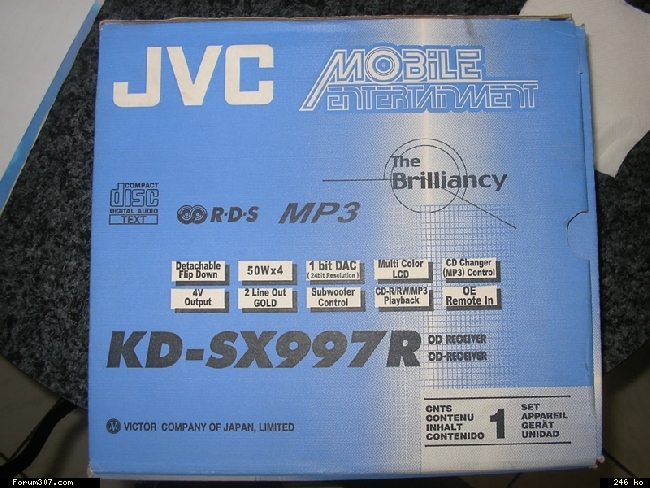 JVC
MOBILE
ENTERTAINMENT
The
Brilliancy
COMPACT
disc
DIGITAL AUDIO
TEXT
R·D·S
MP3
Detachable
Flip Down
50Wx4
1 bit DAC
(24bit Resolution)
Multi Color
LCD
CD Changer
(MP3) Control
4V
Output
2 Line Out
GOLD
Subwoofer
Control
CD-R/RW/MP3
Playback
OE
Remote In
KD-SX997R
CD RECEIVER
CD-RECEIVER
VICTOR COMPANY OF JAPAN, LIMITED
CNTS
CONTENU
INHALT
CONTENIDO
1
SET
APPAREIL
GERÄT
UNIDAD
Forum307.com
246 ko